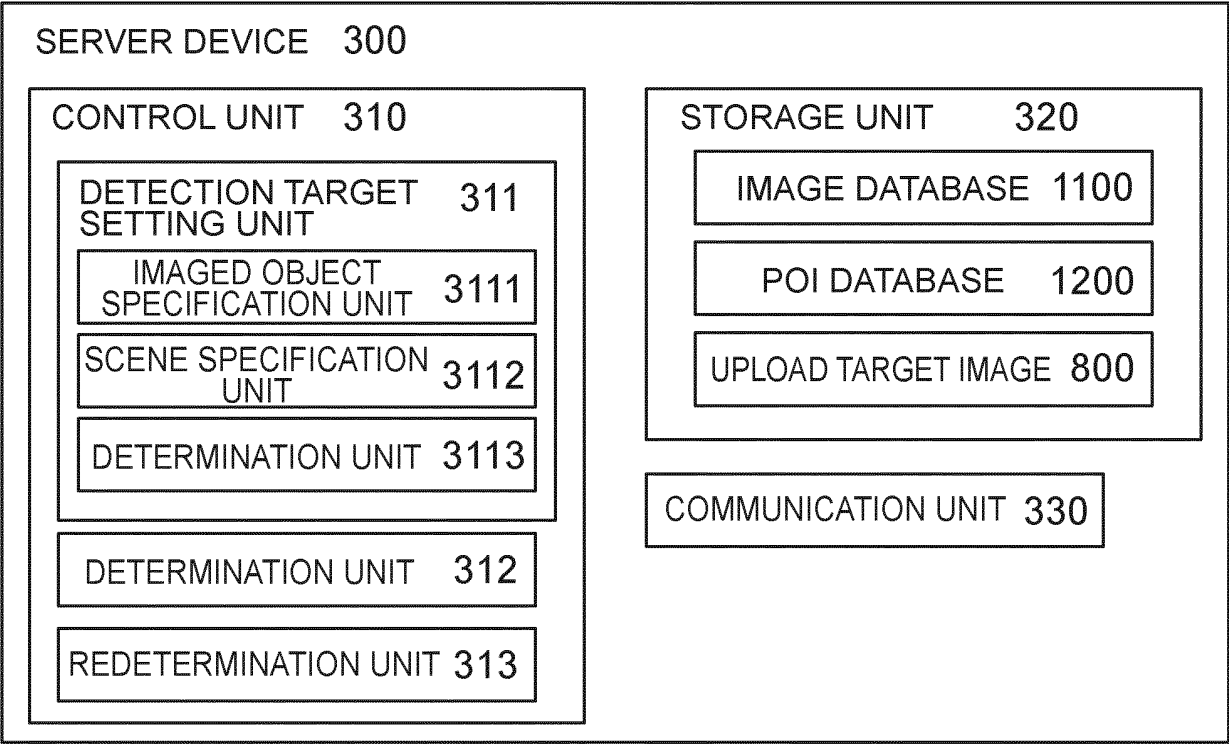 SERVER DEVICE 300
CONTROL UNIT 310
DETECTION TARGET 311
SETTING UNIT
IMAGED OBJECT
SPECIFICATION UNIT 3111
SCENE SPECIFICATION
UNIT 3112
DETERMINATION UNIT 3113
DETERMINATION UNIT 312
REDETERMINATION UNIT 313
STORAGE UNIT 320
IMAGE DATABASE 1100
POI DATABASE 1200
UPLOAD TARGET IMAGE 800
COMMUNICATION UNIT 330